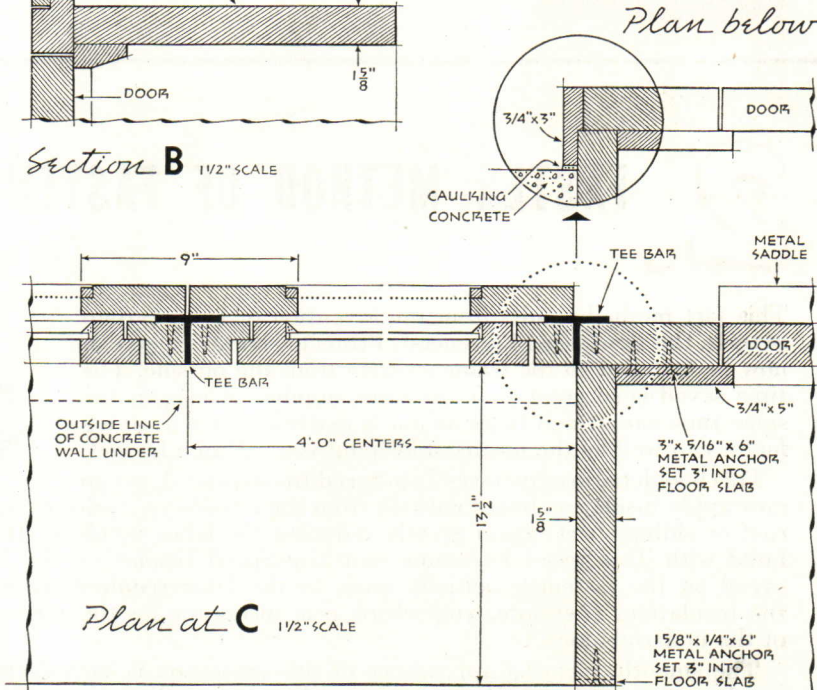 Plan below
1 5/8"
DOOR
Section B 1 1/2" SCALE
3/4"x3"
DOOR
CAULKING
CONCRETE
9"
TEE BAR
METAL
SADDLE
DOOR
TEE BAR
3/4"x 5"
OUTSIDE LINE
OF CONCRETE
WALL UNDER
4'-0" CENTERS
3"x 5/16"x 6"
METAL ANCHOR
SET 3" INTO
FLOOR SLAB
13 1/2"
1 5/8"
Plan at C 1 1/2" SCALE
1 5/8"x 1/4"x 6"
METAL ANCHOR
SET 3" INTO
FLOOR SLAB